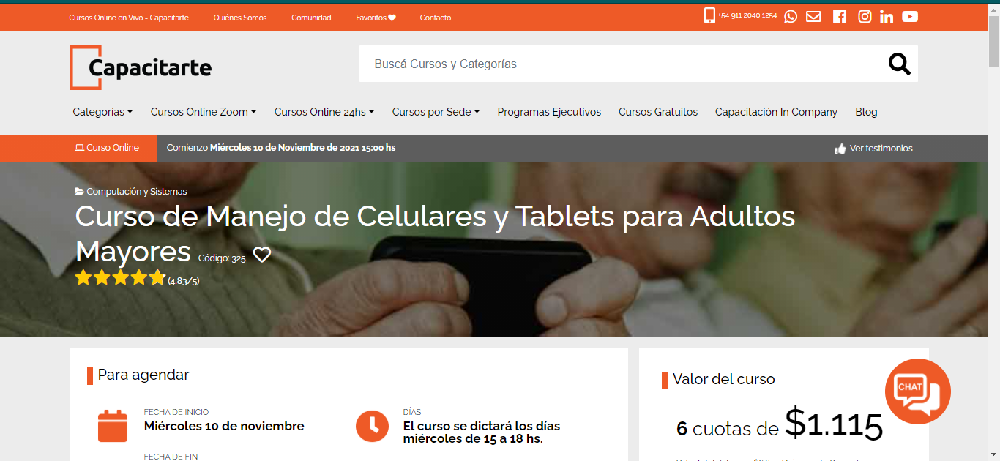 Cursos Online en Vivo - Capacitarte
Quiénes Somos
Comunidad
Favoritos
Contacto
+54 911 2040 1254
Capacitarte
Buscá Cursos y Categorías
Categorías
Cursos Online Zoom
Cursos Online 24hs
Cursos por Sede
Programas Ejecutivos
Cursos Gratuitos
Capacitación In Company
Blog
Curso Online
Comienzo Miércoles 10 de Noviembre de 2021 15:00 hs
Ver testimonios
Computación y Sistemas
Curso de Manejo de Celulares y Tablets para Adultos
Mayores Código: 325
(4.83/5)
Para agendar
FECHA DE INICIO
Miércoles 10 de noviembre
FECHA DE FIN
DÍAS
El curso se dictará los días
miércoles de 15 a 18 hs.
Valor del curso
CHAT
6 cuotas de $1.115